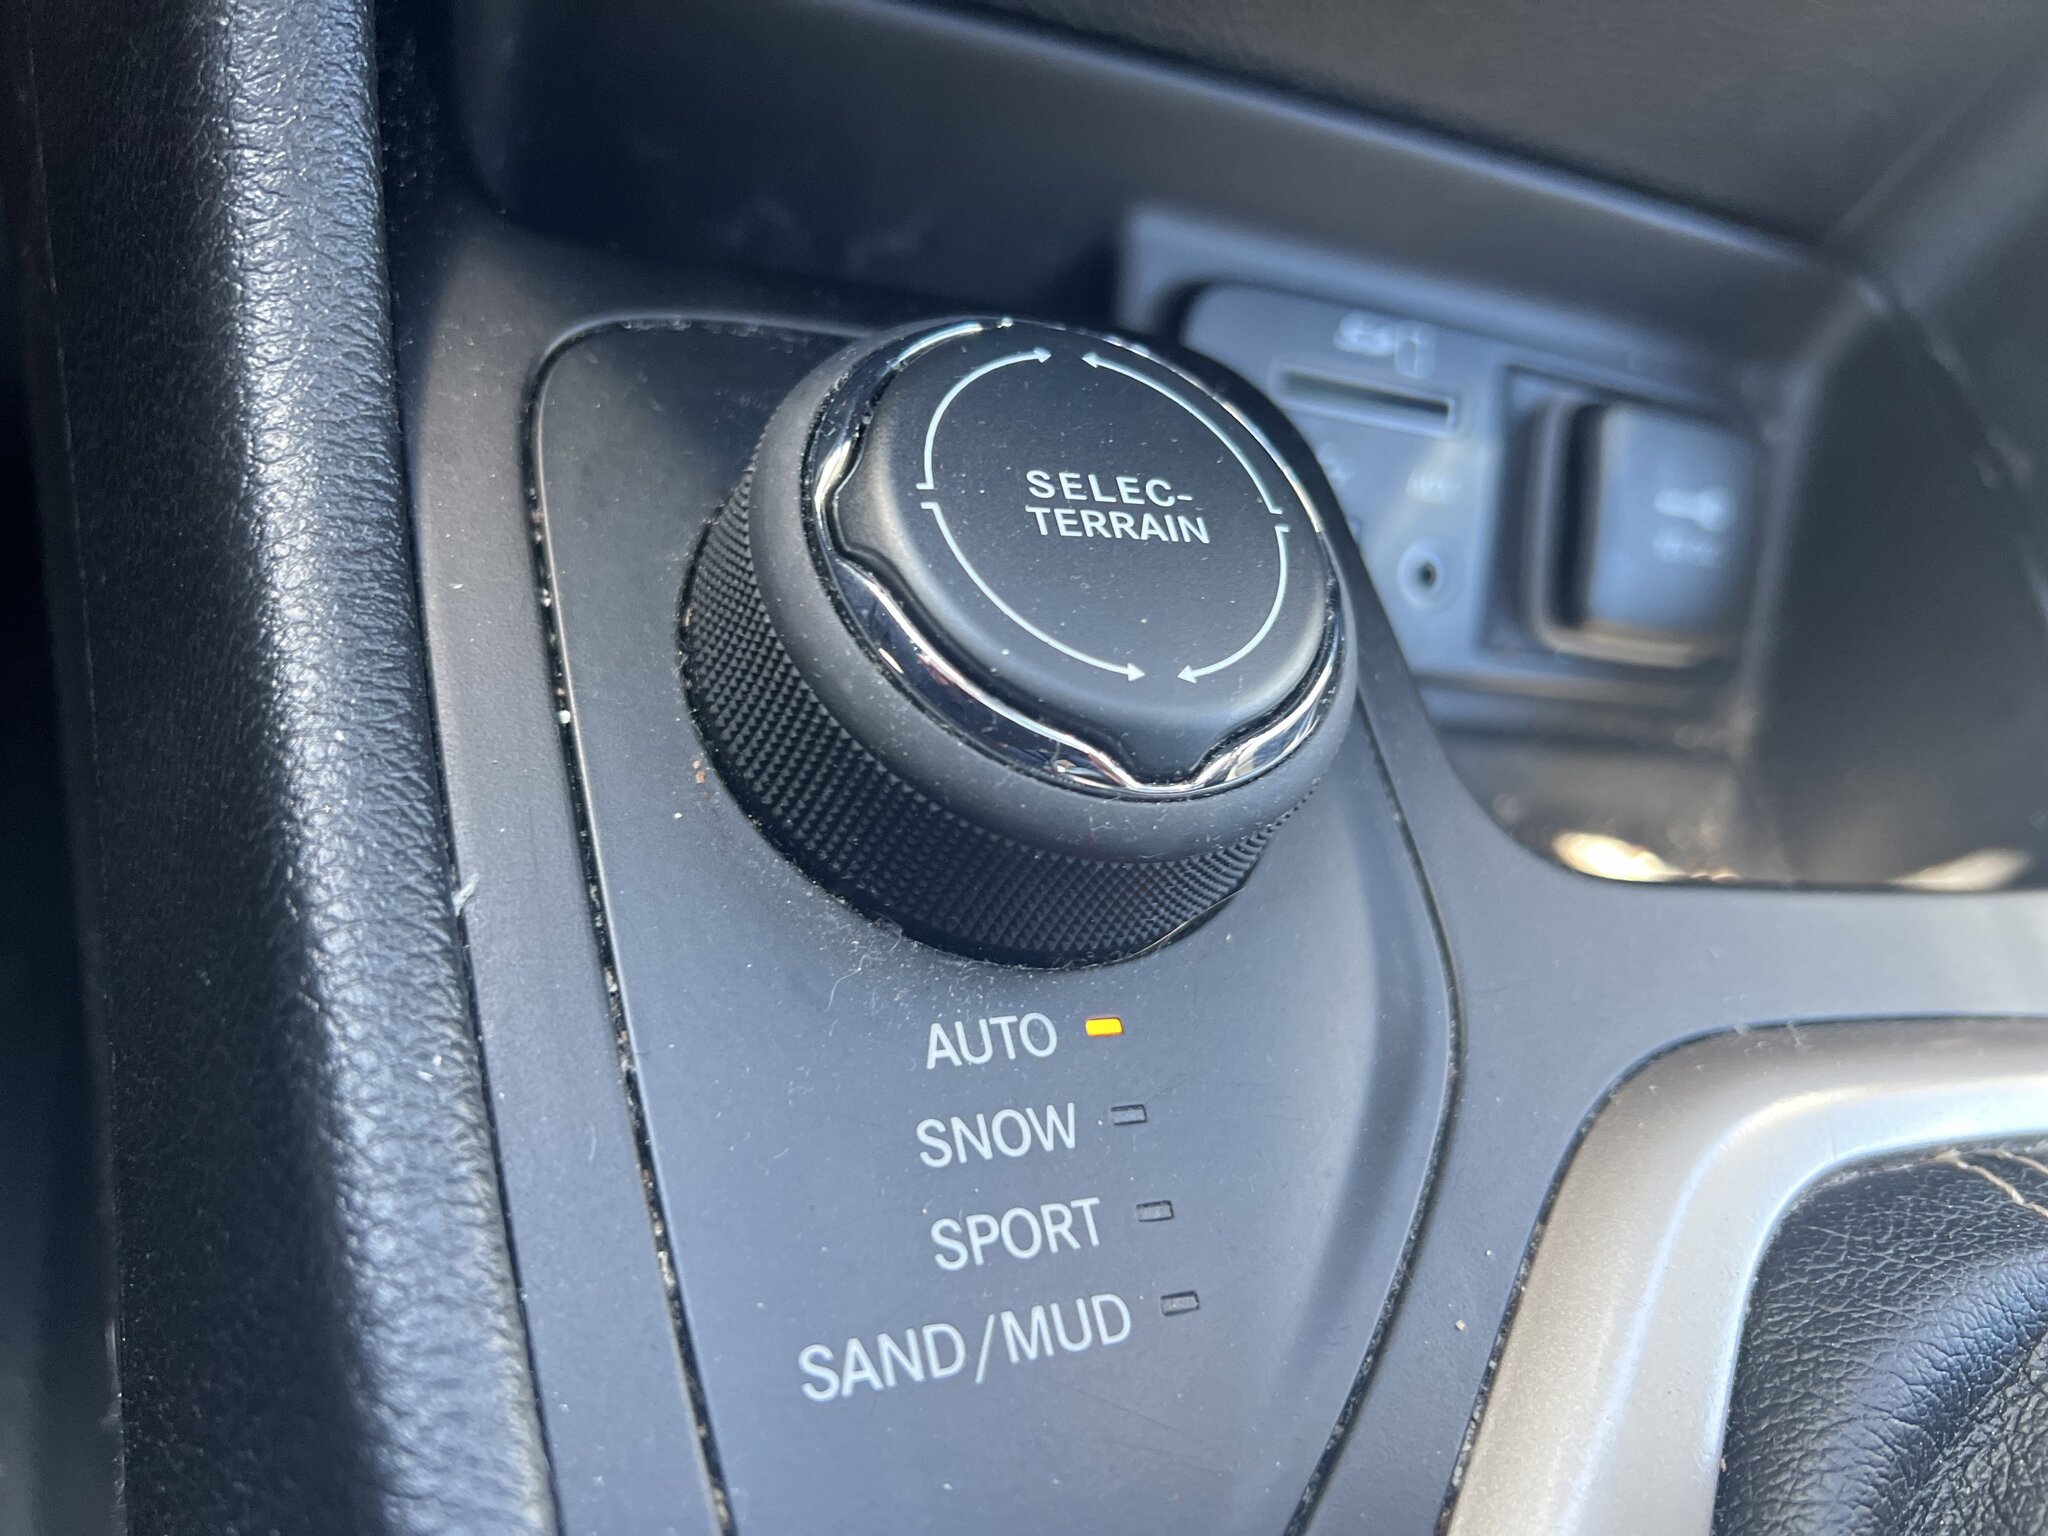 SELEC-
TERRAIN
AUTO
SNOW
SPORT
SAND/MUD